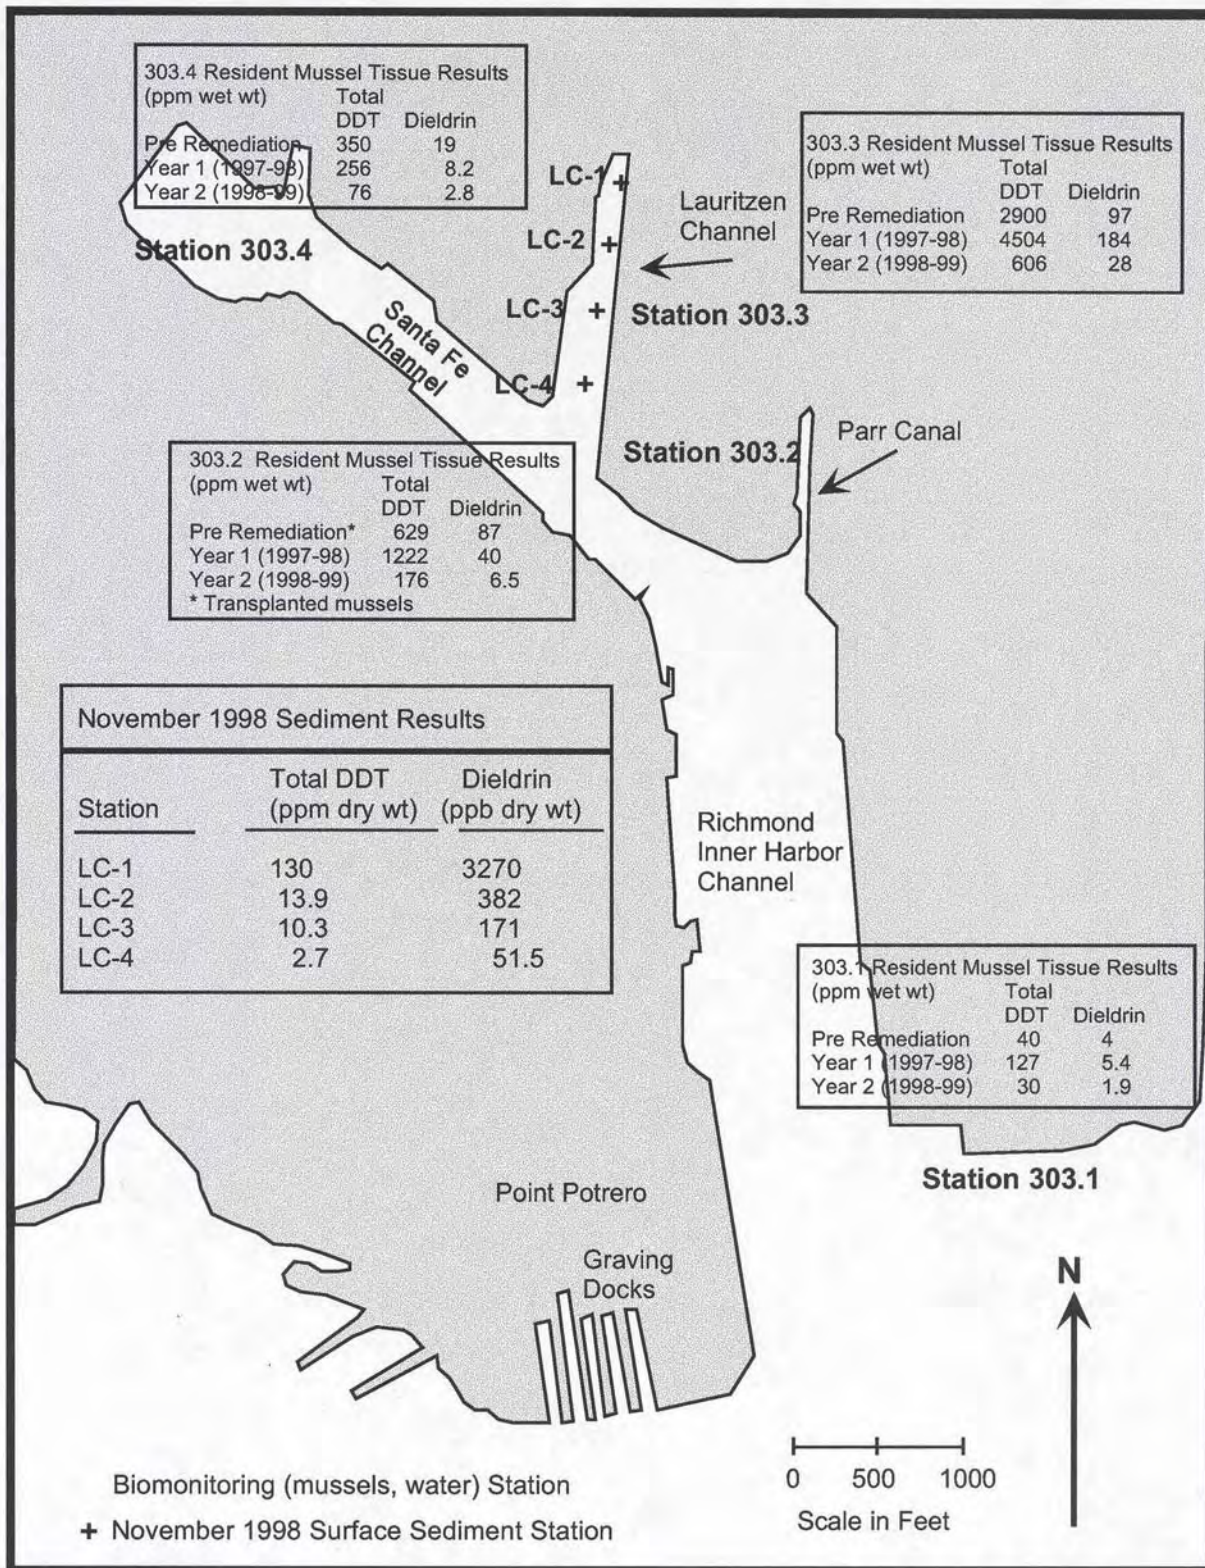 303.4 Resident Mussel Tissue Results
(ppm wet wt) Total
DDT Dieldrin
Pre Remediation 350 19
Year 1 (1997-98) 256 8.2
Year 2 (1998-99) 76 2.8
Station 303.4
303.3 Resident Mussel Tissue Results
(ppm wet wt) Total
DDT Dieldrin
Pre Remediation 2900 97
Year 1 (1997-98) 4504 184
Year 2 (1998-99) 606 28
LC-1
Lauritzen
Channel
LC-2
LC-3
Station 303.3
Santa Fe
Channel
LC-4
Station 303.2
Parr Canal
303.2 Resident Mussel Tissue Results
(ppm wet wt) Total
DDT Dieldrin
Pre Remediation* 629 87
Year 1 (1997-98) 1222 40
Year 2 (1998-99) 176 6.5
* Transplanted mussels
November 1998 Sediment Results
Total DDT Dieldrin
Station (ppm dry wt) (ppb dry wt)
LC-1 130 3270
LC-2 13.9 382
LC-3 10.3 171
LC-4 2.7 51.5
Richmond
Inner Harbor
Channel
303.1 Resident Mussel Tissue Results
(ppm wet wt) Total
DDT Dieldrin
Pre Remediation 40 4
Year 1 (1997-98) 127 5.4
Year 2 (1998-99) 30 1.9
Station 303.1
Point Potrero
Graving
Docks
N
0 500 1000
Scale in Feet
Biomonitoring (mussels, water) Station
+ November 1998 Surface Sediment Station